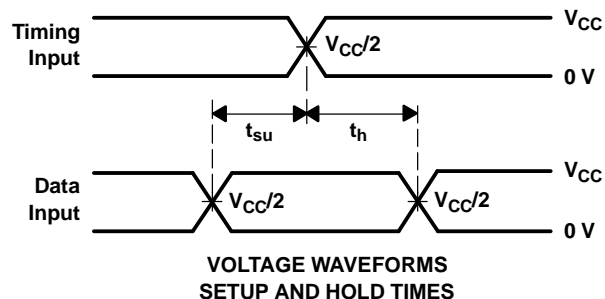 Timing
Input
V_CC
V_CC/2
0 V
t_su
t_h
Data
Input
V_CC
V_CC/2
V_CC/2
0 V
VOLTAGE WAVEFORMS
SETUP AND HOLD TIMES